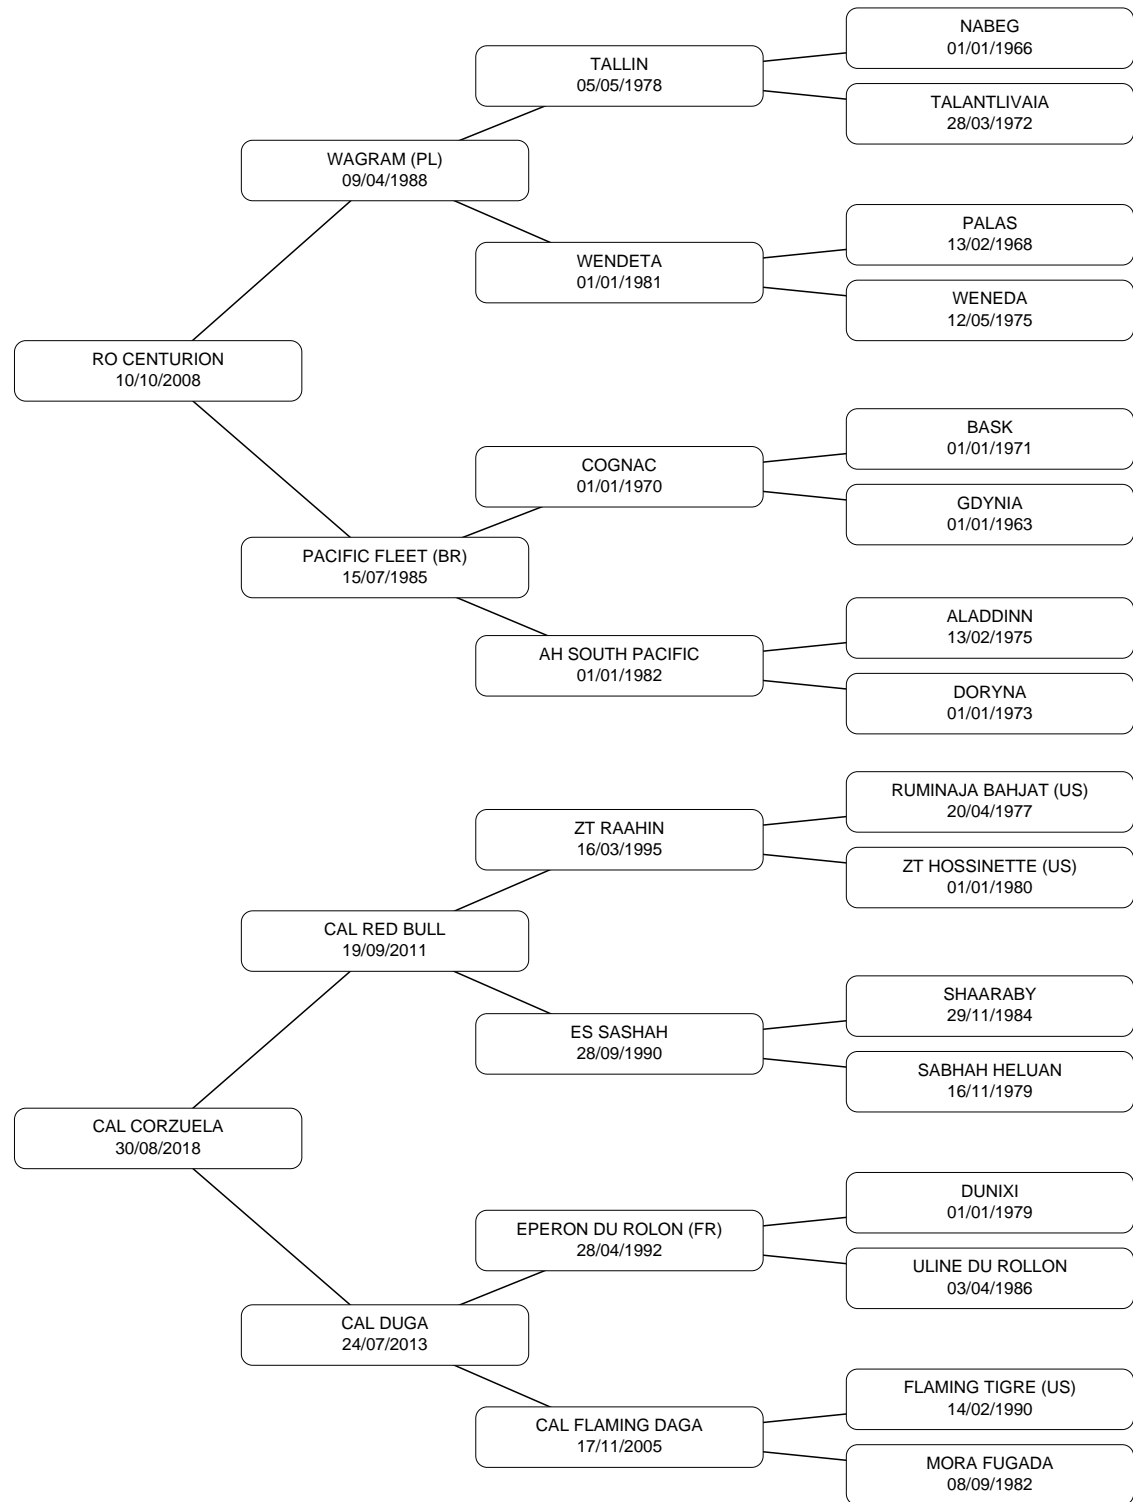 NABEG
01/01/1966
TALLIN
05/05/1978
TALANTLIVAIA
28/03/1972
WAGRAM (PL)
09/04/1988
PALAS
13/02/1968
WENDETA
01/01/1981
WENEDA
12/05/1975
RO CENTURION
10/10/2008
BASK
01/01/1971
COGNAC
01/01/1970
GDYNIA
01/01/1963
PACIFIC FLEET (BR)
15/07/1985
ALADDINN
13/02/1975
AH SOUTH PACIFIC
01/01/1982
DORYNA
01/01/1973
RUMINAJA BAHJAT (US)
20/04/1977
ZT RAAHIN
16/03/1995
ZT HOSSINETTE (US)
01/01/1980
CAL RED BULL
19/09/2011
SHAARABY
29/11/1984
ES SASHAH
28/09/1990
SABHAH HELUAN
16/11/1979
CAL CORZUELA
30/08/2018
DUNIXI
01/01/1979
EPERON DU ROLON (FR)
28/04/1992
ULINE DU ROLLON
03/04/1986
CAL DUGA
24/07/2013
FLAMING TIGRE (US)
14/02/1990
CAL FLAMING DAGA
17/11/2005
MORA FUGADA
08/09/1982